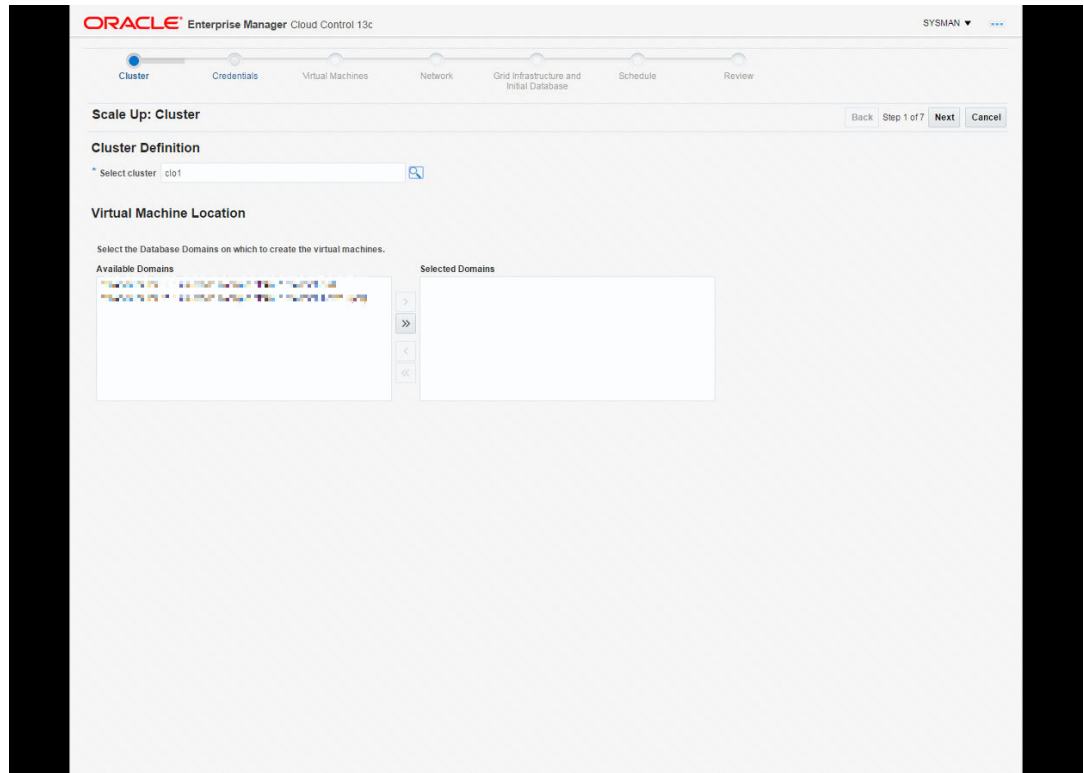 ORACLE® Enterprise Manager Cloud Control 13c
SYSMAN
Cluster
Credentials
Virtual Machines
Network
Grid Infrastructure and
Initial Database
Schedule
Review
Scale Up: Cluster
Back Step 1 of 7 Next Cancel
Cluster Definition
* Select cluster clo1
Virtual Machine Location
Select the Database Domains on which to create the virtual machines.
Available Domains
Selected Domains